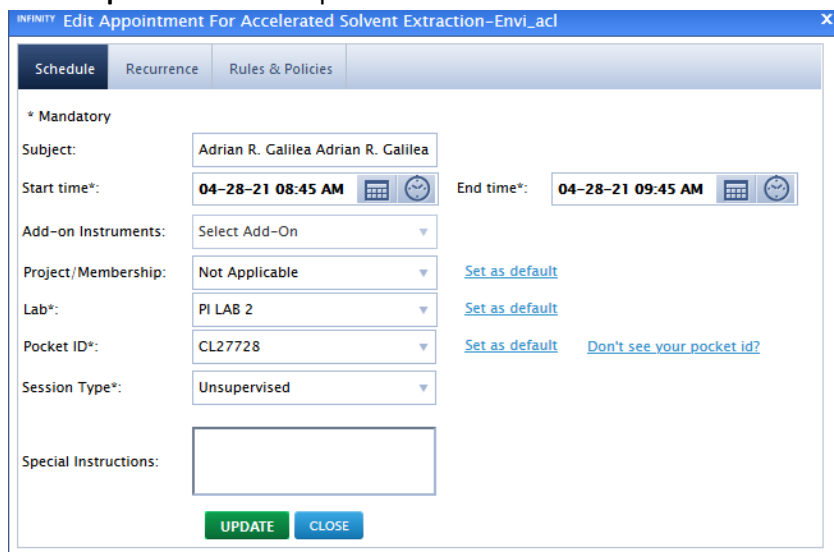 INFINITY Edit Appointment For Accelerated Solvent Extraction-Envi_acl X
Schedule Recurrence Rules & Policies
* Mandatory
Subject: Adrian R. Galilea Adrian R. Galilea
Start time*: 04-28-21 08:45 AM End time*: 04-28-21 09:45 AM
Add-on Instruments: Select Add-On
Project/Membership: Not Applicable Set as default
Lab*: PI LAB 2 Set as default
Pocket ID*: CL27728 Set as default Don't see your pocket id?
Session Type*: Unsupervised
Special Instructions:
UPDATE CLOSE